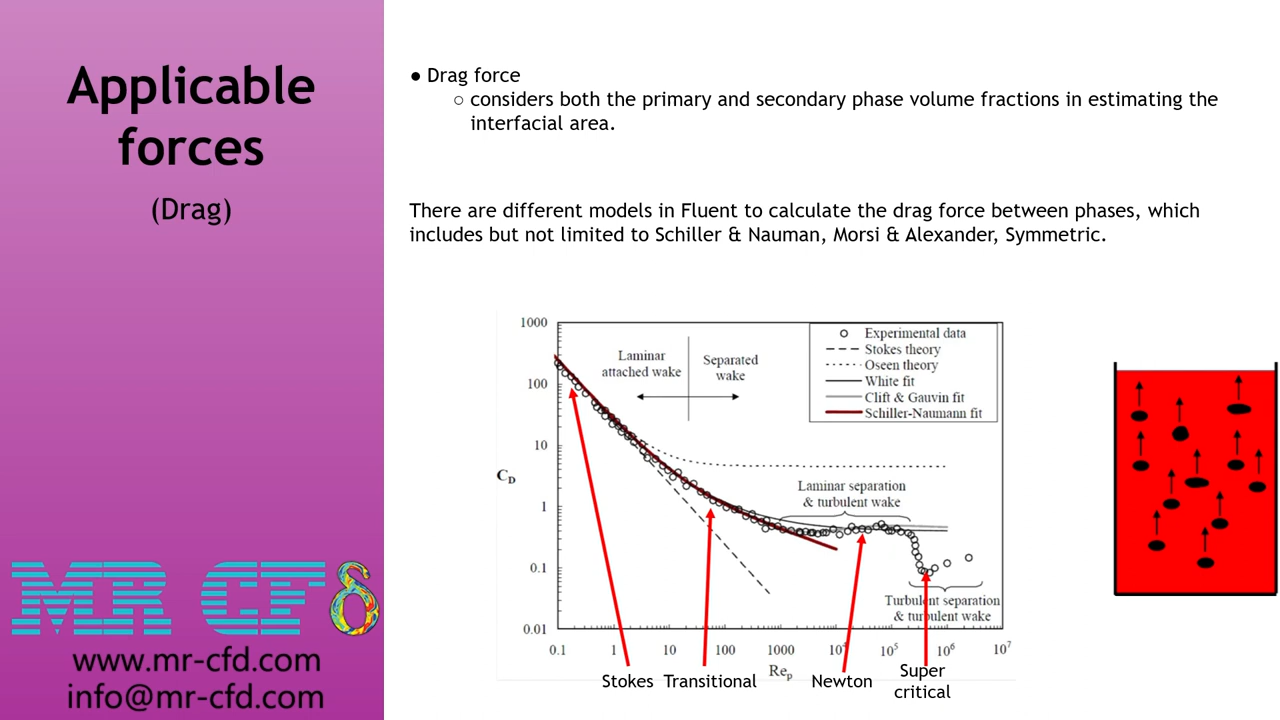 Applicable
forces
(Drag)
● Drag force
○ considers both the primary and secondary phase volume fractions in estimating the
interfacial area.
There are different models in Fluent to calculate the drag force between phases, which
includes but not limited to Schiller & Nauman, Morsi & Alexander, Symmetric.
1000
100
10
1
0.1
0.01
C_D
Laminar
attached wake
Separated
wake
Experimental data
Stokes theory
Oseen theory
White fit
Clift & Gauvin fit
Schiller-Naumann fit
Laminar separation
& turbulent wake
Turbulent separation
& turbulent wake
0.1 1 10 100 1000 10⁴ 10⁵ 10⁶ 10⁷
Re_p
Stokes Transitional Newton Super
critical
MR CFδ
www.mr-cfd.com
info@mr-cfd.com